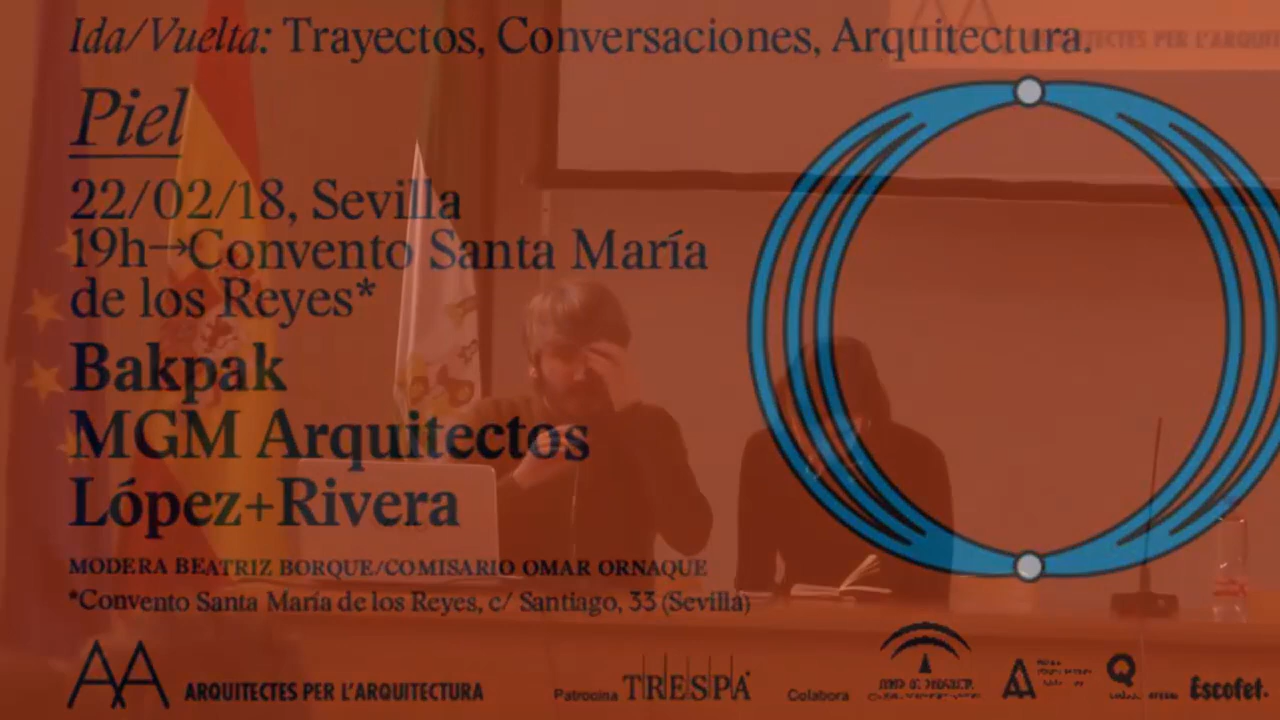 Ida/Vuelta: Trayectos, Conversaciones, Arquitectura.
Piel
22/02/18, Sevilla
19h→Convento Santa María
de los Reyes*
Bakpak
MGM Arquitectos
López+Rivera
MODERA BEATRIZ BORQUE/COMISARIO OMAR ORNAQUE
*Convento Santa María de los Reyes, c/ Santiago, 33 (Sevilla)
AA ARQUITECTES PER L'ARQUITECTURA
Patrocina TRESPA
Colabora
Escofet.